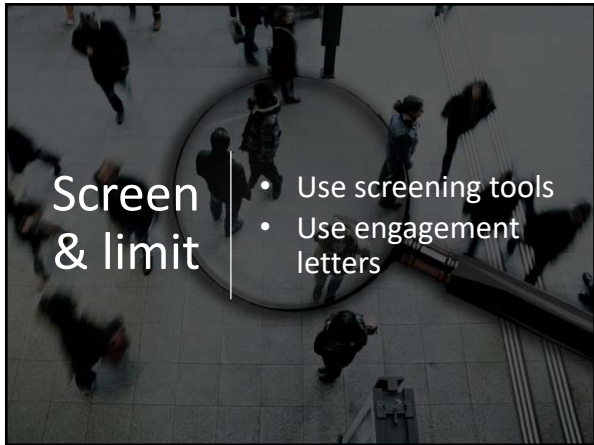 Screen
& limit
• Use screening tools
• Use engagement
letters